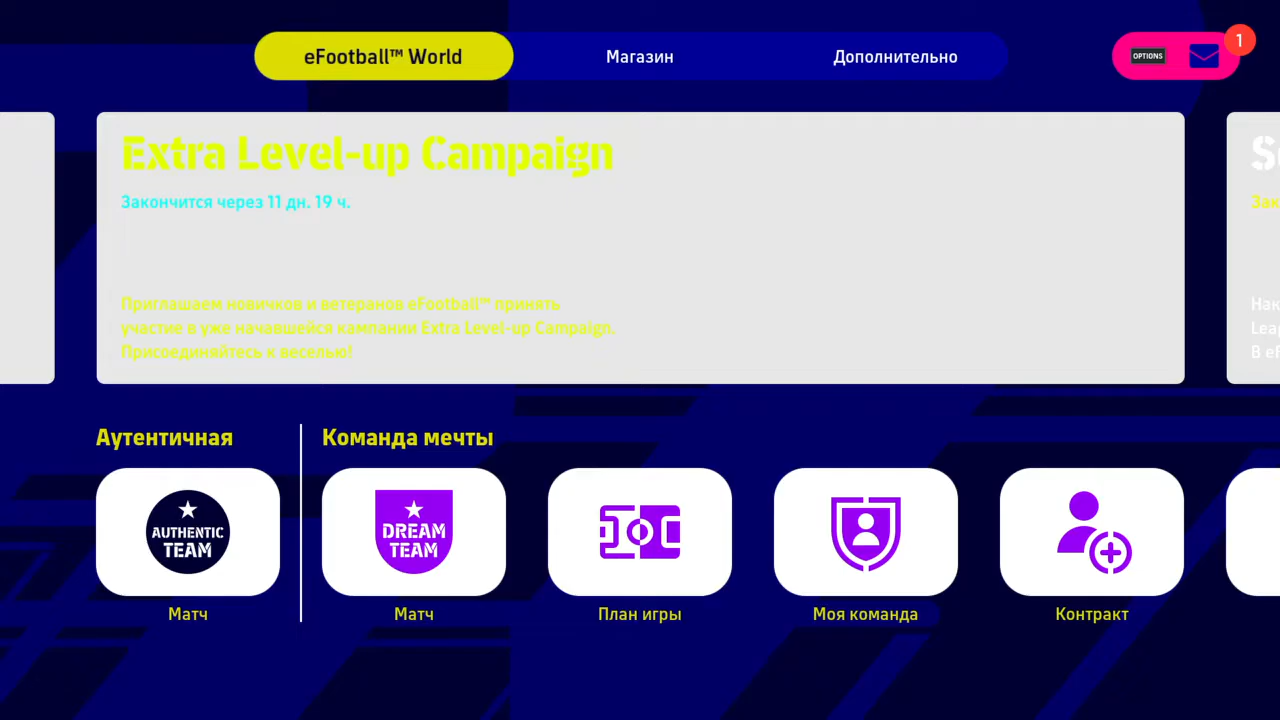 eFootball™ World
Магазин
Дополнительно
OPTIONS
1
Extra Level-up Campaign
Закончится через 11 дн. 19 ч.
Приглашаем новичков и ветеранов eFootball™ принять
участие в уже начавшейся кампании Extra Level-up Campaign.
Присоединяйтесь к веселью!
Аутентичная
Команда мечты
AUTHENTIC
TEAM
DREAM
TEAM
Матч
Матч
План игры
Моя команда
Контракт